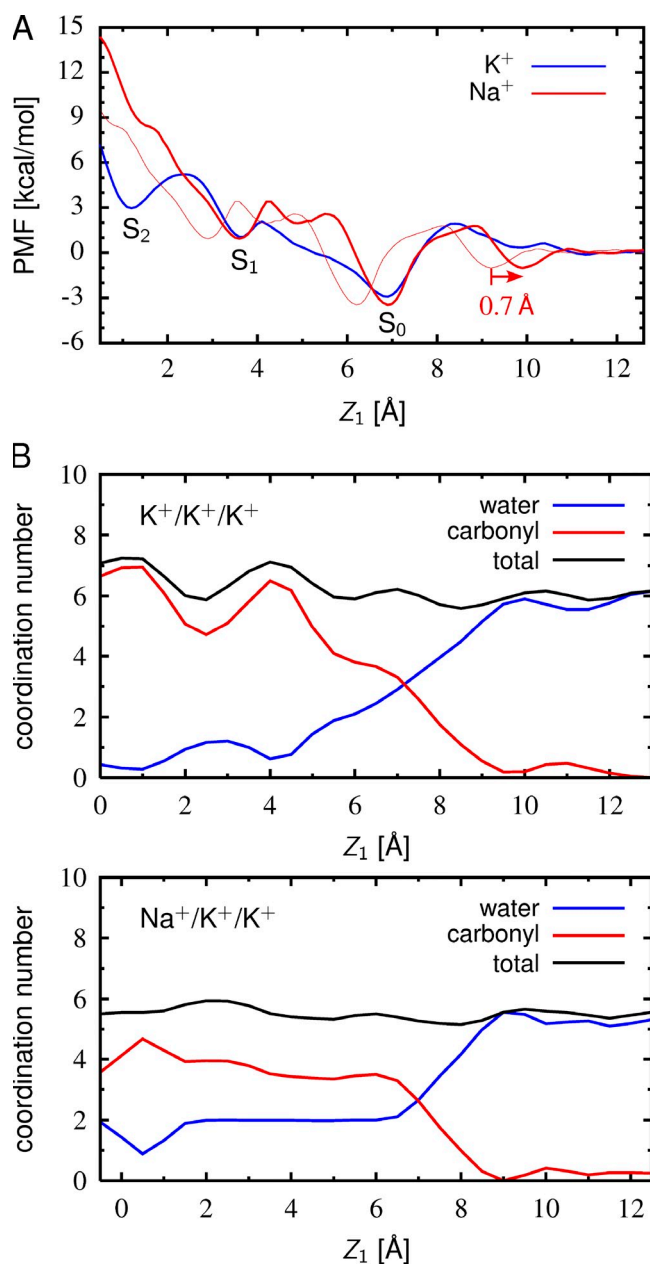 A
15
12
9
6
3
0
-3
-6
PMF [kcal/mol]
K⁺
Na⁺
S₂
S₁
S₀
0.7 Å
2 4 6 8 10 12
Z₁ [Å]
B
10
8
6
4
2
0
coordination number
K⁺/K⁺/K⁺
water
carbonyl
total
0 2 4 6 8 10 12
Z₁ [Å]
10
8
6
4
2
0
coordination number
Na⁺/K⁺/K⁺
water
carbonyl
total
0 2 4 6 8 10 12
Z₁ [Å]